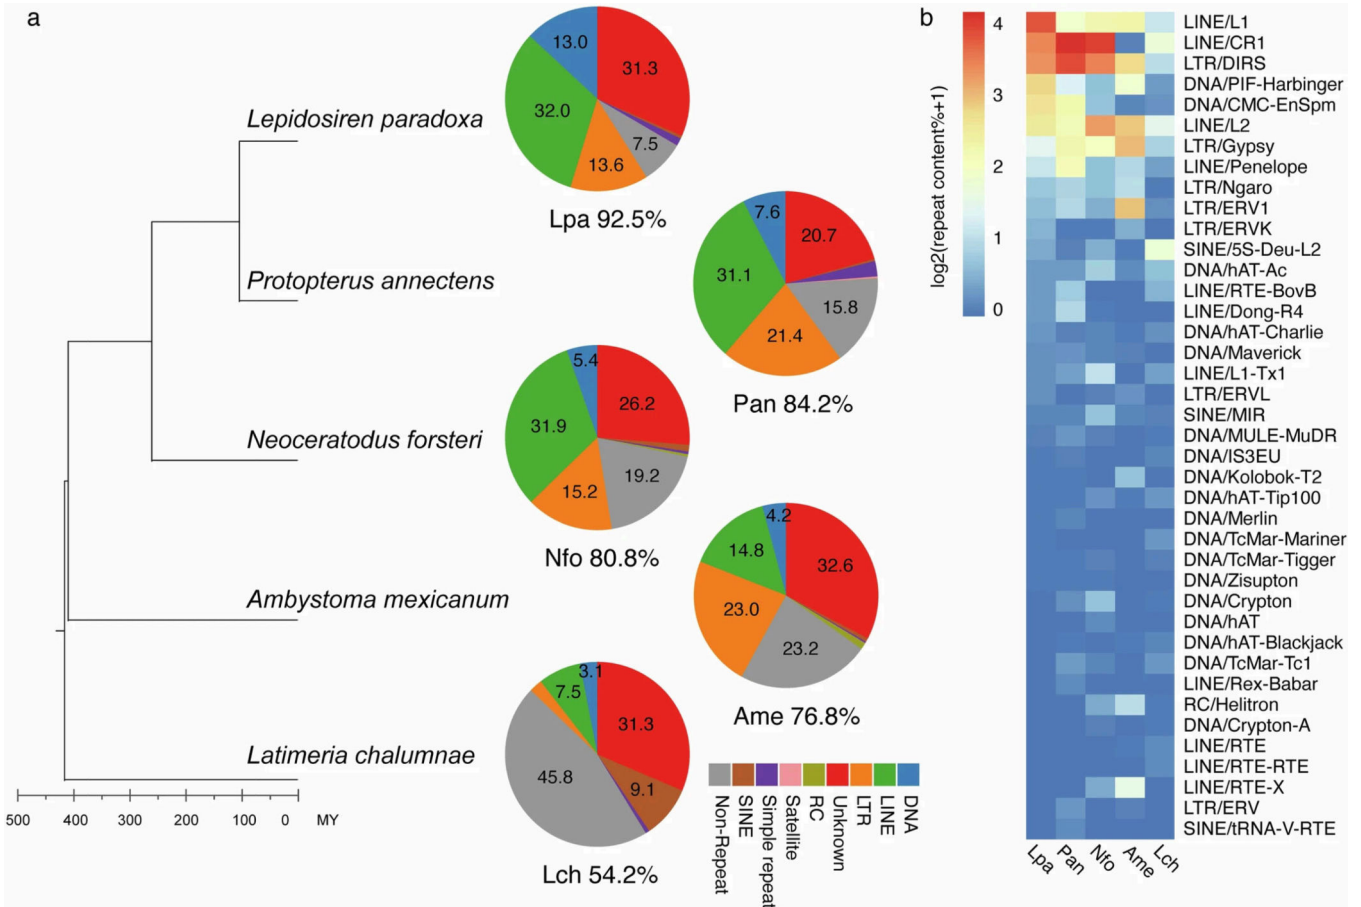 a
Lepidosiren paradoxa
Protopterus annectens
Neoceratodus forsteri
Ambystoma mexicanum
Latimeria chalumnae
500 400 300 200 100 0 MY
13.0
31.3
32.0
7.5
13.6
Lpa 92.5%
7.6
20.7
31.1
15.8
21.4
Pan 84.2%
5.4
26.2
31.9
19.2
15.2
Nfo 80.8%
4.2
14.8
32.6
23.0
23.2
Ame 76.8%
3.1
7.5
31.3
45.8
9.1
Lch 54.2%
Non-Repeat
SINE
Simple repeat
Satellite
RC
Unknown
LTR
LINE
DNA
b
log2(repeat content%+1)
4
3
2
1
0
LINE/L1
LINE/CR1
LTR/DIRS
DNA/PIF-Harbinger
DNA/CMC-EnSpm
LINE/L2
LTR/Gypsy
LINE/Penelope
LTR/Ngaro
LTR/ERV1
LTR/ERVK
SINE/5S-Deu-L2
DNA/hAT-Ac
LINE/RTE-BovB
LINE/Dong-R4
DNA/hAT-Charlie
DNA/Maverick
LINE/L1-Tx1
LTR/ERVL
SINE/MIR
DNA/MULE-MuDR
DNA/IS3EU
DNA/Kolobok-T2
DNA/hAT-Tip100
DNA/Merlin
DNA/TcMar-Mariner
DNA/TcMar-Tigger
DNA/Zisupton
DNA/Crypton
DNA/hAT
DNA/hAT-Blackjack
DNA/TcMar-Tc1
LINE/Rex-Babar
RC/Helitron
DNA/Crypton-A
LINE/RTE
LINE/RTE-RTE
LINE/RTE-X
LTR/ERV
SINE/tRNA-V-RTE
Lpa Pan Nfo Ame Lch